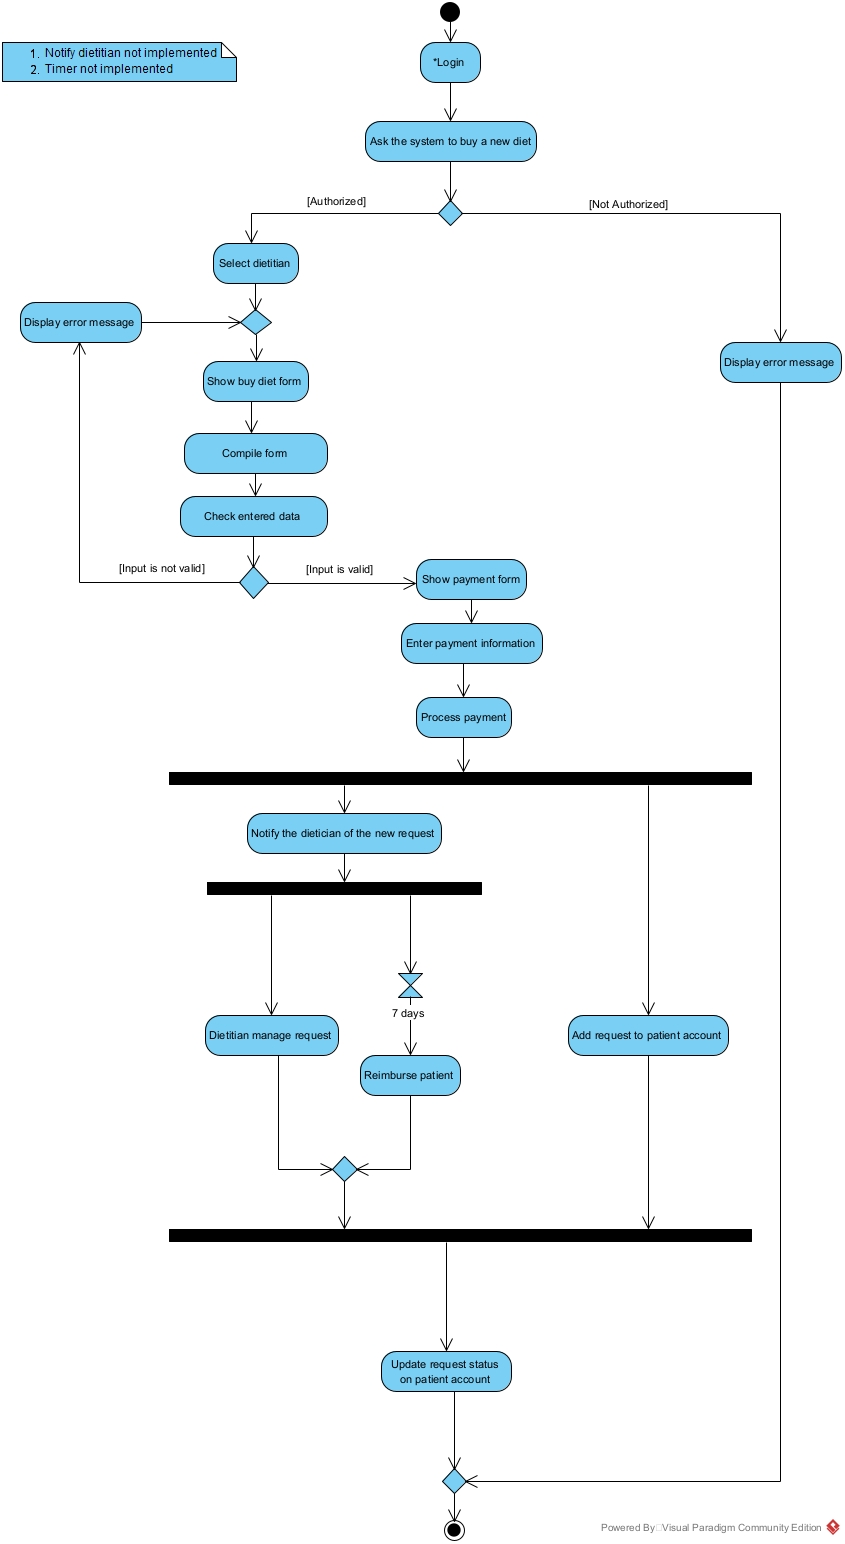 1. Notify dietitian not implemented
2. Timer not implemented
*Login
Ask the system to buy a new diet
[Authorized]
[Not Authorized]
Select dietitian
Display error message
Display error message
Show buy diet form
Compile form
Check entered data
[Input is not valid]
[Input is valid]
Show payment form
Enter payment information
Process payment
Notify the dietician of the new request
7 days
Dietitian manage request
Add request to patient account
Reimburse patient
Update request status
on patient account
Powered By Visual Paradigm Community Edition